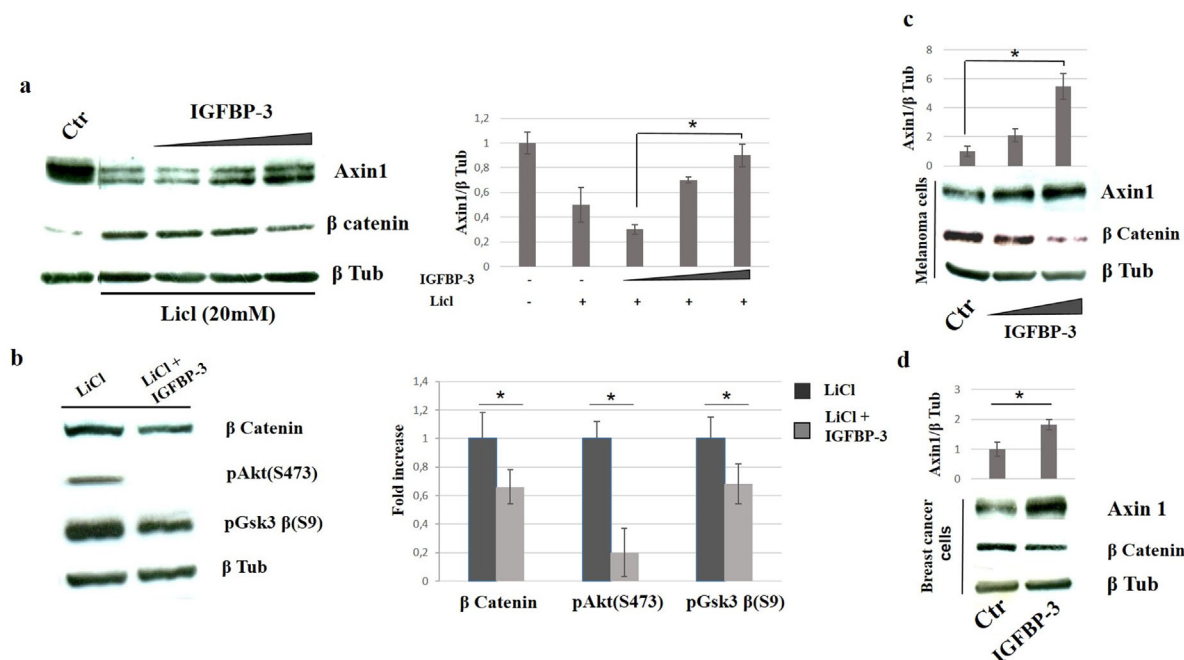 a
Ctr
IGFBP-3
Axin1
β catenin
β Tub
Licl (20mM)
Axin1/β Tub
1,2
1
0,8
0,6
0,4
0,2
0
*
IGFBP-3
- -
Licl
- + + + +
b
LiCl
LiCl +
IGFBP-3
β Catenin
pAkt(S473)
pGsk3 β(S9)
β Tub
Fold increase
1,4
1,2
1
0,8
0,6
0,4
0,2
0
* * *
β Catenin pAkt(S473) pGsk3 β(S9)
LiCl
LiCl +
IGFBP-3
c
Axin1/β Tub
8
6
4
2
0
*
Melanoma cells
Axin1
β Catenin
β Tub
Ctr
IGFBP-3
d
Axin1/β Tub
3
2
1
0
*
Breast cancer
cells
Axin 1
β Catenin
β Tub
Ctr
IGFBP-3